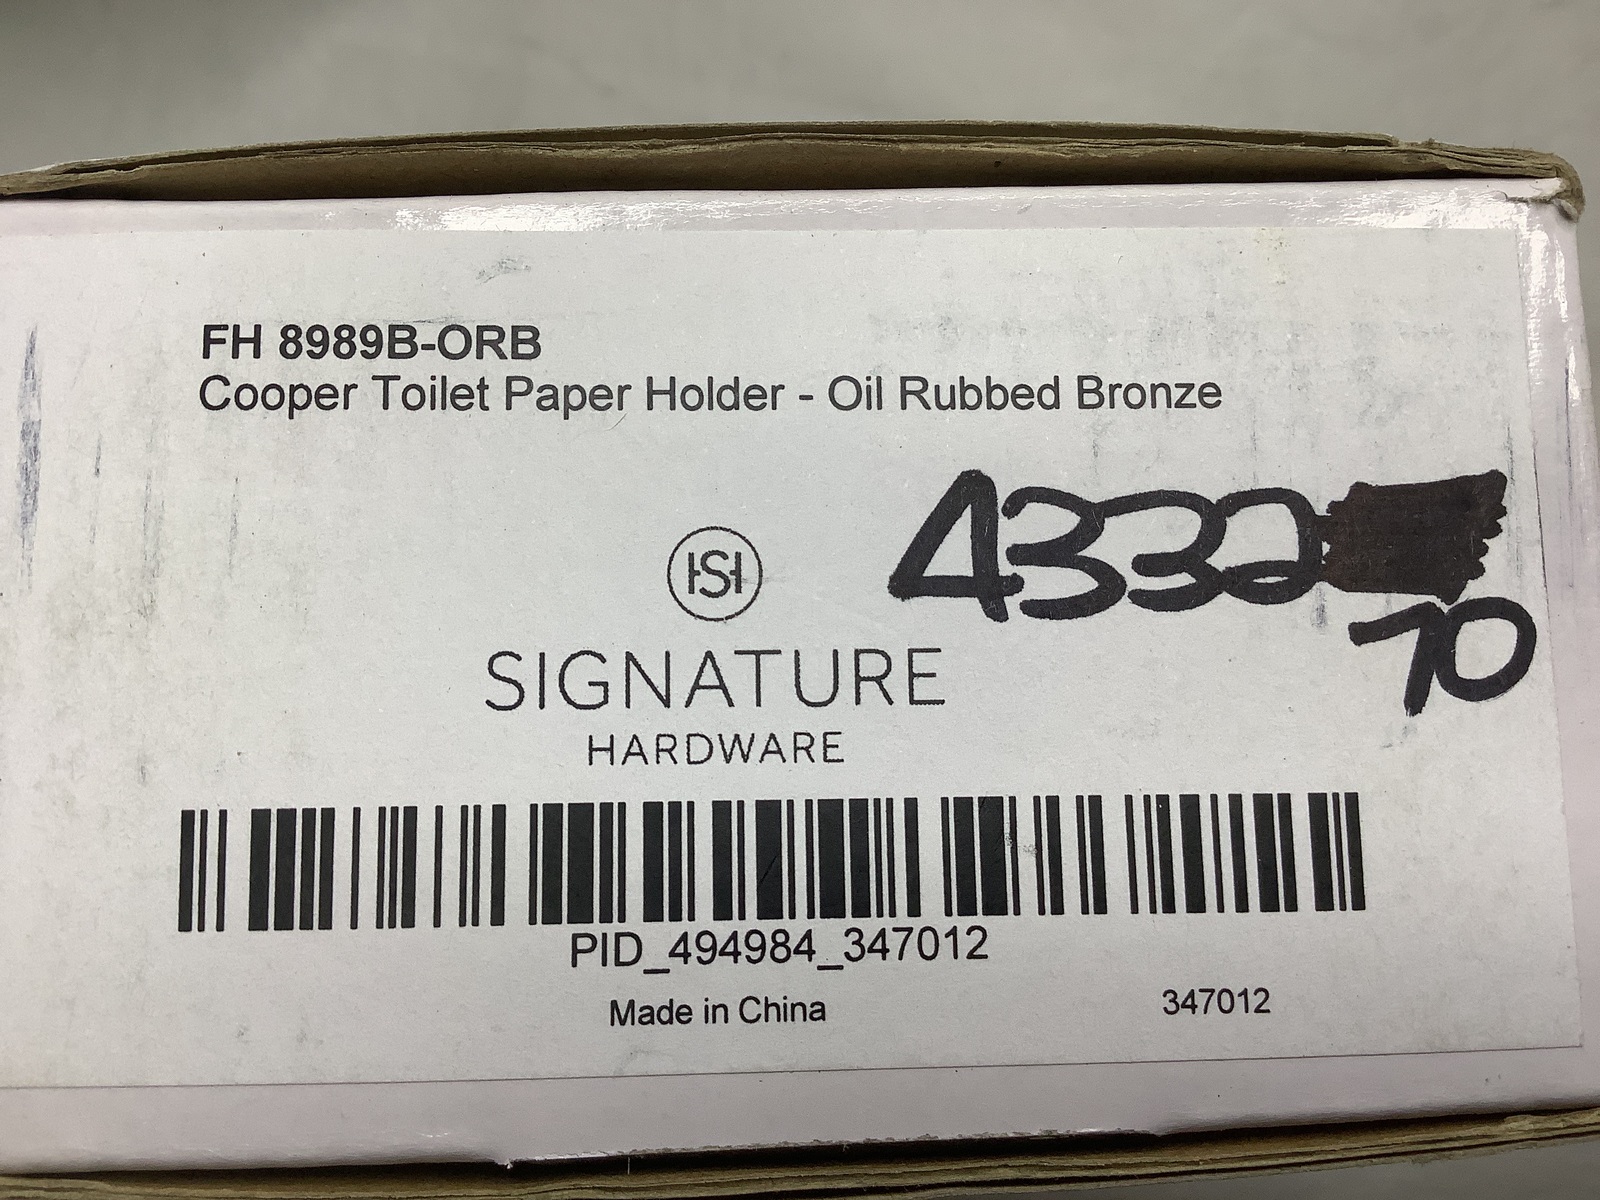 FH 8989B-ORB
Cooper Toilet Paper Holder - Oil Rubbed Bronze
4332
70
SH
SIGNATURE
HARDWARE
PID_494984_347012
Made in China
347012